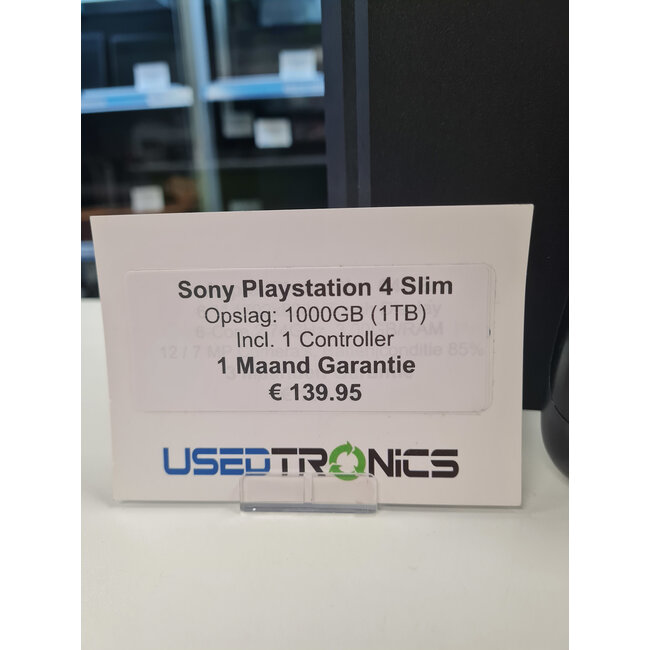 Sony Playstation 4 Slim
Opslag: 1000GB (1TB)
Incl. 1 Controller
1 Maand Garantie
€ 139.95
USEDTRONiCS